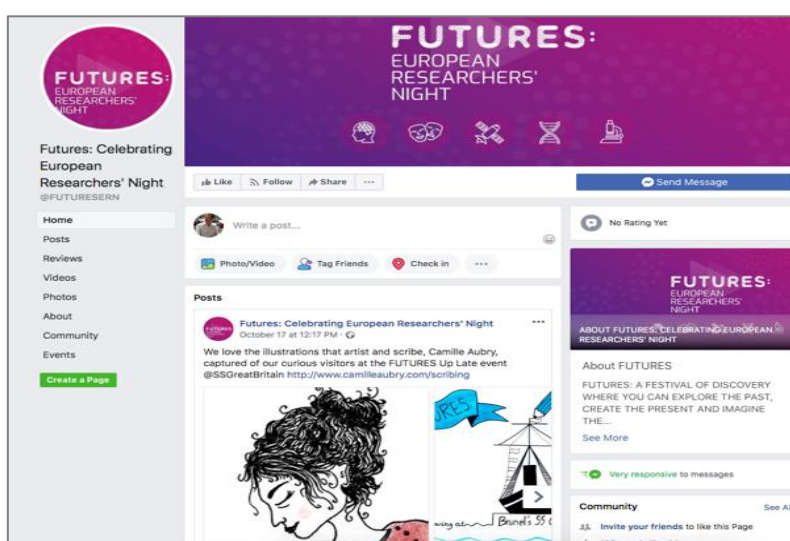 FUTURES:
EUROPEAN
RESEARCHERS'
NIGHT
FUTURES:
EUROPEAN
RESEARCHERS'
NIGHT
Futures: Celebrating
European
Researchers' Night
@FUTURESERN
Home
Posts
Reviews
Videos
Photos
About
Community
Events
Create a Page
Like Follow Share ...
Send Message
Write a post...
Photo/Video Tag Friends Check in ...
Posts
FUTURES
Futures: Celebrating European Researchers' Night ...
October 17 at 12:17 PM ·
We love the illustrations that artist and scribe, Camille Aubry,
captured of our curious visitors at the FUTURES Up Late event
@SSGreatBritain http://www.camilleaubry.com/scribing
URES:
at
Brunel's SS
No Rating Yet
FUTURES:
EUROPEAN
RESEARCHERS'
NIGHT
ABOUT FUTURES: CELEBRATING EUROPEAN
RESEARCHERS' NIGHT
About FUTURES
FUTURES: A FESTIVAL OF DISCOVERY
WHERE YOU CAN EXPLORE THE PAST,
CREATE THE PRESENT AND IMAGINE
THE...
See More
Very responsive to messages
Community See Al
Invite your friends to like this Page